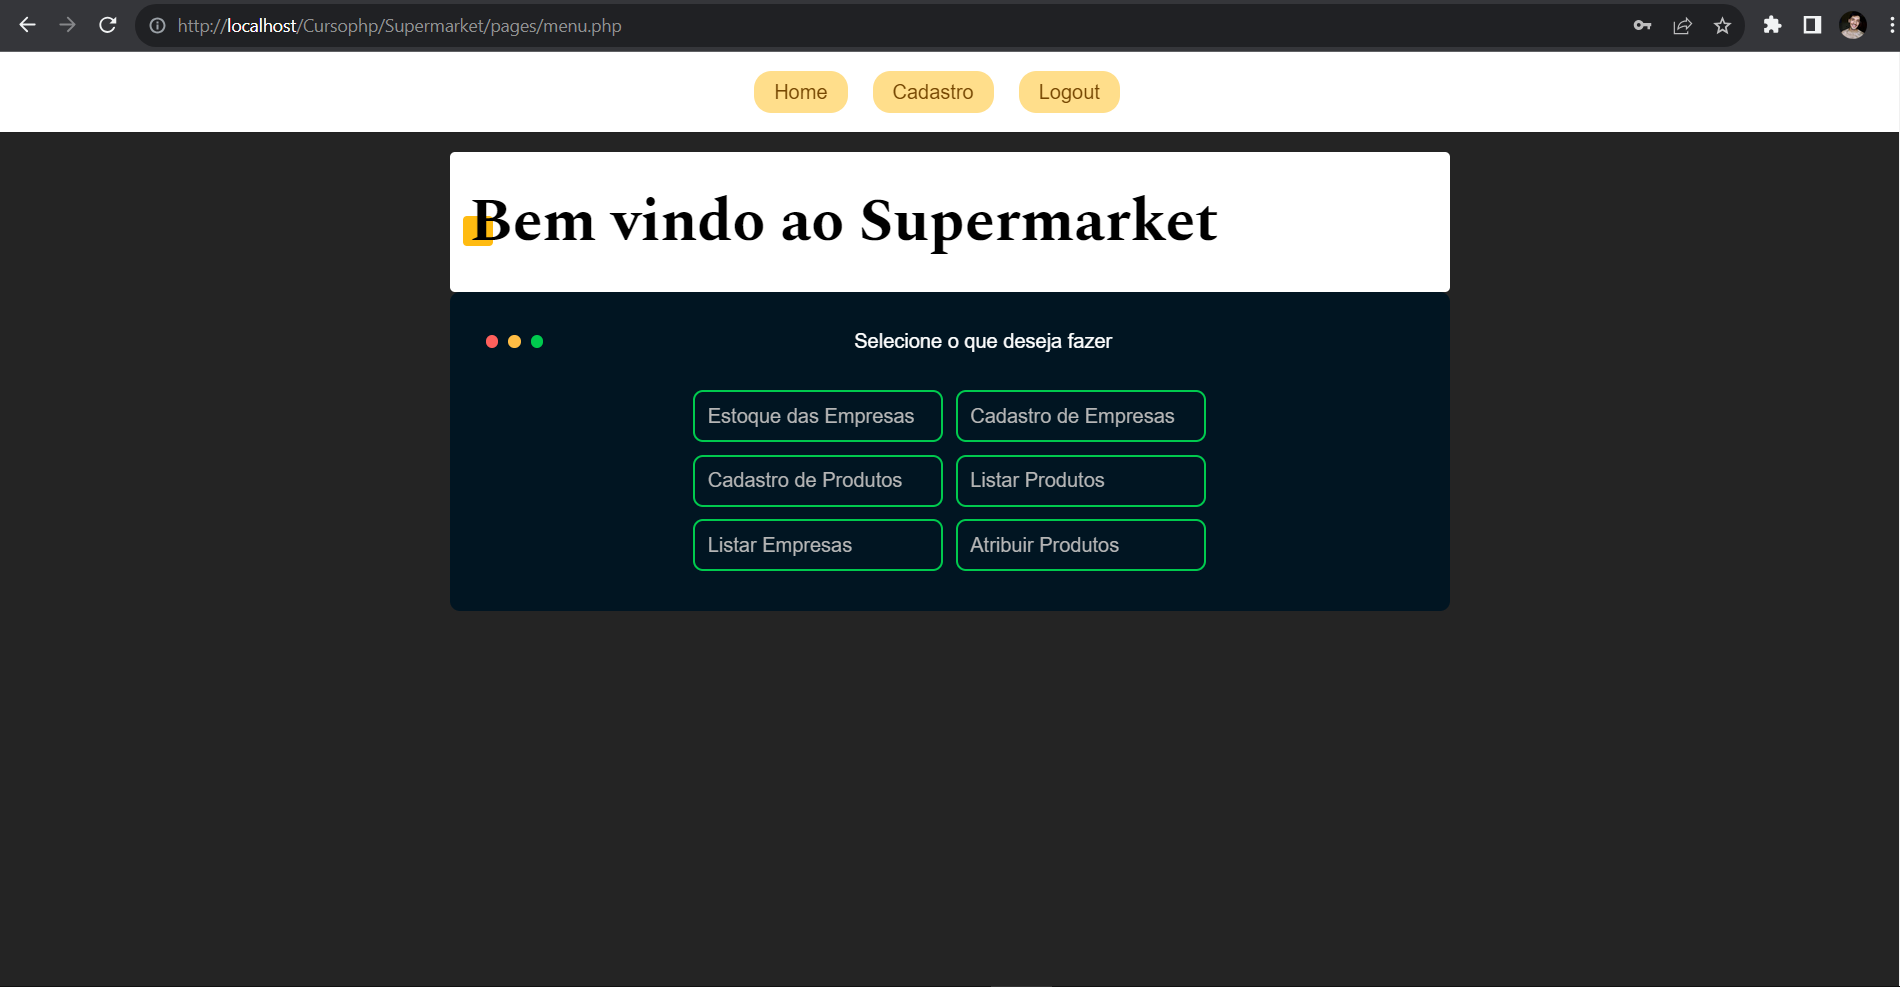 http://localhost/Cursophp/Supermarket/pages/menu.php
Home Cadastro Logout
Bem vindo ao Supermarket
Selecione o que deseja fazer
Estoque das Empresas Cadastro de Empresas
Cadastro de Produtos Listar Produtos
Listar Empresas Atribuir Produtos